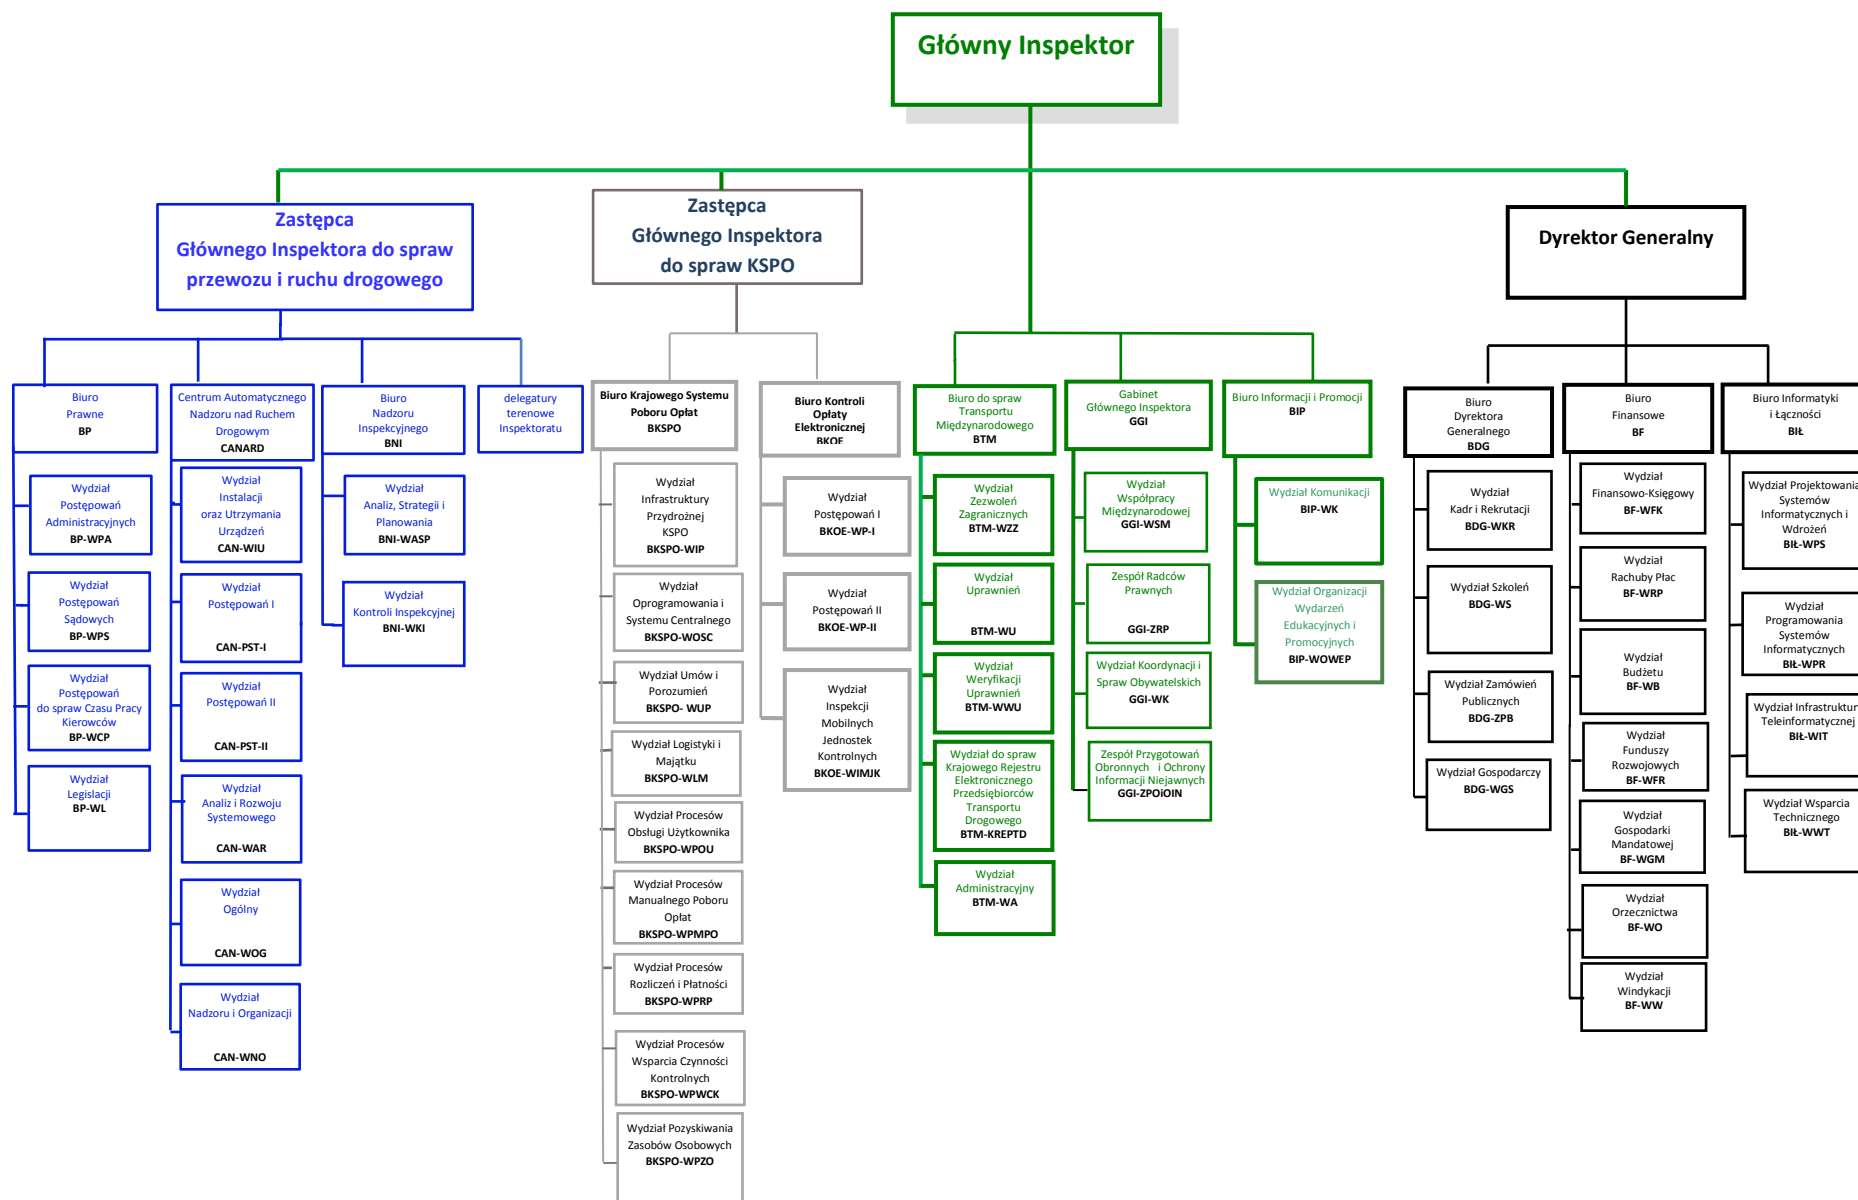 Główny Inspektor
Zastępca
Głównego Inspektora do spraw
przewozu i ruchu drogowego
Zastępca
Głównego Inspektora
do spraw KSPO
Dyrektor Generalny
Biuro
Prawne
BP
Wydział
Postępowań
Administracyjnych
BP-WPA
Wydział
Postępowań
Sądowych
BP-WPS
Wydział
Postępowań
do spraw Czasu Pracy
Kierowców
BP-WCP
Wydział
Legislacji
BP-WL
Centrum Automatycznego
Nadzoru nad Ruchem
Drogowym
CANARD
Wydział
Instalacji
oraz Utrzymania
Urządzeń
CAN-WIU
Wydział
Postępowań I
CAN-PST-I
Wydział
Postępowań II
CAN-PST-II
Wydział
Analiz i Rozwoju
Systemowego
CAN-WAR
Wydział
Ogólny
CAN-WOG
Wydział
Nadzoru i Organizacji
CAN-WNO
Biuro
Nadzoru
Inspekcyjnego
BNI
Wydział
Analiz, Strategii i
Planowania
BNI-WASP
Wydział
Kontroli Inspekcyjnej
BNI-WKI
delegatury
terenowe
Inspektoratu
Biuro Krajowego Systemu
Poboru Opłat
BKSPO
Wydział
Infrastruktury
Przydrożnej
KSPO
BKSPO-WIP
Wydział
Oprogramowania i
Systemu Centralnego
BKSPO-WOSC
Wydział Umów i
Porozumień
BKSPO- WUP
Wydział Logistyki i
Majątku
BKSPO-WLM
Wydział Procesów
Obsługi Użytkownika
BKSPO-WPOU
Wydział Procesów
Manualnego Poboru
Opłat
BKSPO-WPMPO
Wydział Procesów
Rozliczeń i Płatności
BKSPO-WPRP
Wydział Procesów
Wsparcia Czynności
Kontrolnych
BKSPO-WPWCK
Wydział Pozyskiwania
Zasobów Osobowych
BKSPO-WPZO
Biuro Kontroli
Opłaty
Elektronicznej
BKOE
Wydział
Postępowań I
BKOE-WP-I
Wydział
Postępowań II
BKOE-WP-II
Wydział
Inspekcji
Mobilnych
Jednostek
Kontrolnych
BKOE-WIMJK
Biuro do spraw
Transportu
Międzynarodowego
BTM
Wydział
Zezwoleń
Zagranicznych
BTM-WZZ
Wydział
Uprawnień
BTM-WU
Wydział
Weryfikacji
Uprawnień
BTM-WWU
Wydział do spraw
Krajowego Rejestru
Elektronicznego
Przedsiębiorców
Transportu
Drogowego
BTM-KREPTD
Wydział
Administracyjny
BTM-WA
Gabinet
Głównego Inspektora
GGI
Wydział
Współpracy
Międzynarodowej
GGI-WSM
Zespół Radców
Prawnych
GGI-ZRP
Wydział Koordynacji i
Spraw Obywatelskich
GGI-WK
Zespół Przygotowań
Obronnych i Ochrony
Informacji Niejawnych
GGI-ZPOiOIN
Biuro Informacji i Promocji
BIP
Wydział Komunikacji
BIP-WK
Wydział Organizacji
Wydarzeń
Edukacyjnych i
Promocyjnych
BIP-WOWEP
Biuro
Dyrektora
Generalnego
BDG
Wydział
Kadr i Rekrutacji
BDG-WKR
Wydział Szkoleń
BDG-WS
Wydział Zamówień
Publicznych
BDG-ZPB
Wydział Gospodarczy
BDG-WGS
Biuro
Finansowe
BF
Wydział
Finansowo-Księgowy
BF-WFK
Wydział
Rachuby Płac
BF-WRP
Wydział
Budżetu
BF-WB
Wydział
Funduszy
Rozwojowych
BF-WFR
Wydział
Gospodarki
Mandatowej
BF-WGM
Wydział
Orzecznictwa
BF-WO
Wydział
Windykacji
BF-WW
Biuro Informatyki
i Łączności
BIŁ
Wydział Projektowania
Systemów
Informatycznych i
Wdrożeń
BIŁ-WPS
Wydział
Programowania
Systemów
Informatycznych
BIŁ-WPR
Wydział Infrastruktury
Teleinformatycznej
BIŁ-WIT
Wydział Wsparcia
Technicznego
BIŁ-WWT